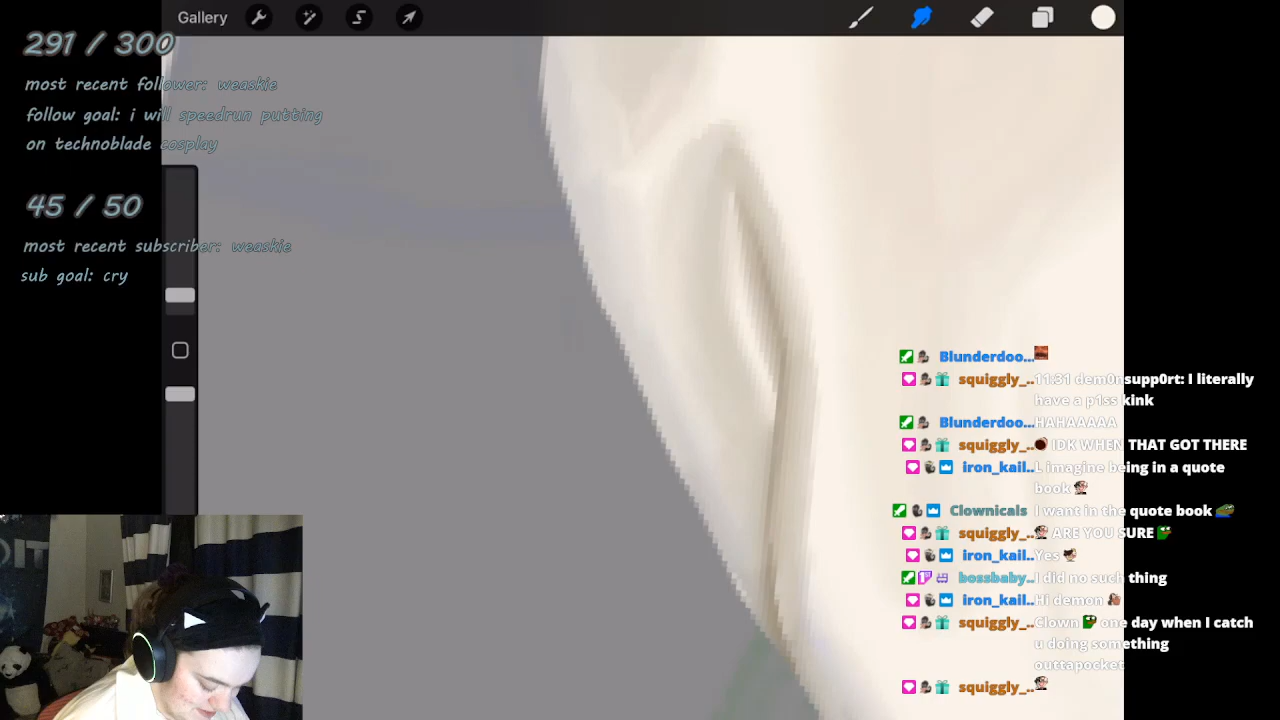 Gallery
291 / 300
most recent follower: weaskie
follow goal: i will speedrun putting
on technoblade cosplay
45 / 50
most recent subscriber: weaskie
sub goal: cry
Blunderdoo...
squiggly_.. 11:31 dem0nsupp0rt: I literally
have a p1ss kink
Blunderdoo... HAHAAAAA
squiggly_.. IDK WHEN THAT GOT THERE
iron_kail.. L imagine being in a quote
book
Clownicals I want in the quote book
squiggly_.. ARE YOU SURE
iron_kail.. Yes
bossbaby.. I did no such thing
iron_kail.. Hi demon
squiggly_.. Clown one day when I catch
u doing something
outtapocket
squiggly_..